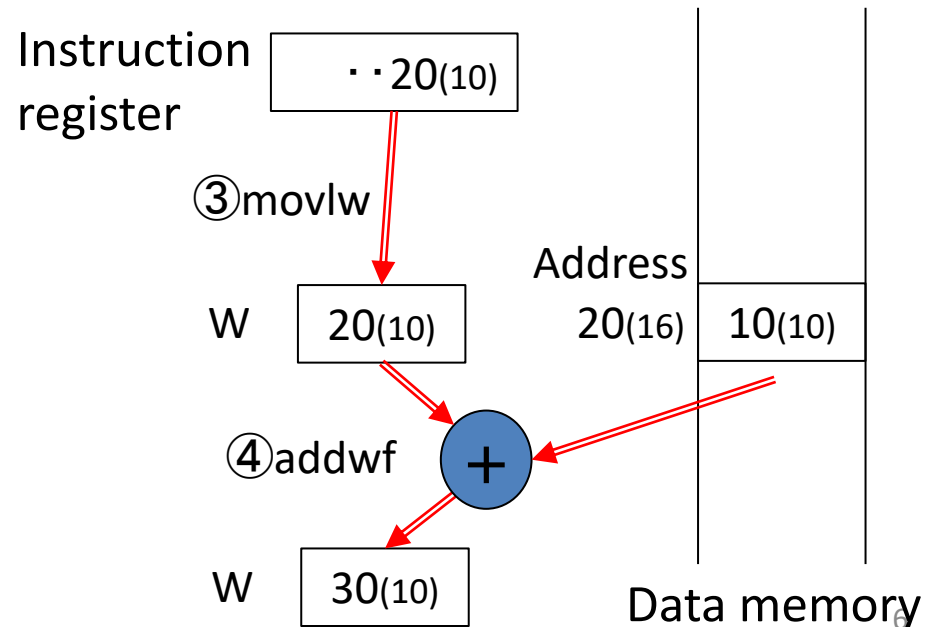 Instruction
register
･･20(10)
③movlw
Address
W
20(10)
20(16)
10(10)
④addwf
+
W
30(10)
Data memory
6